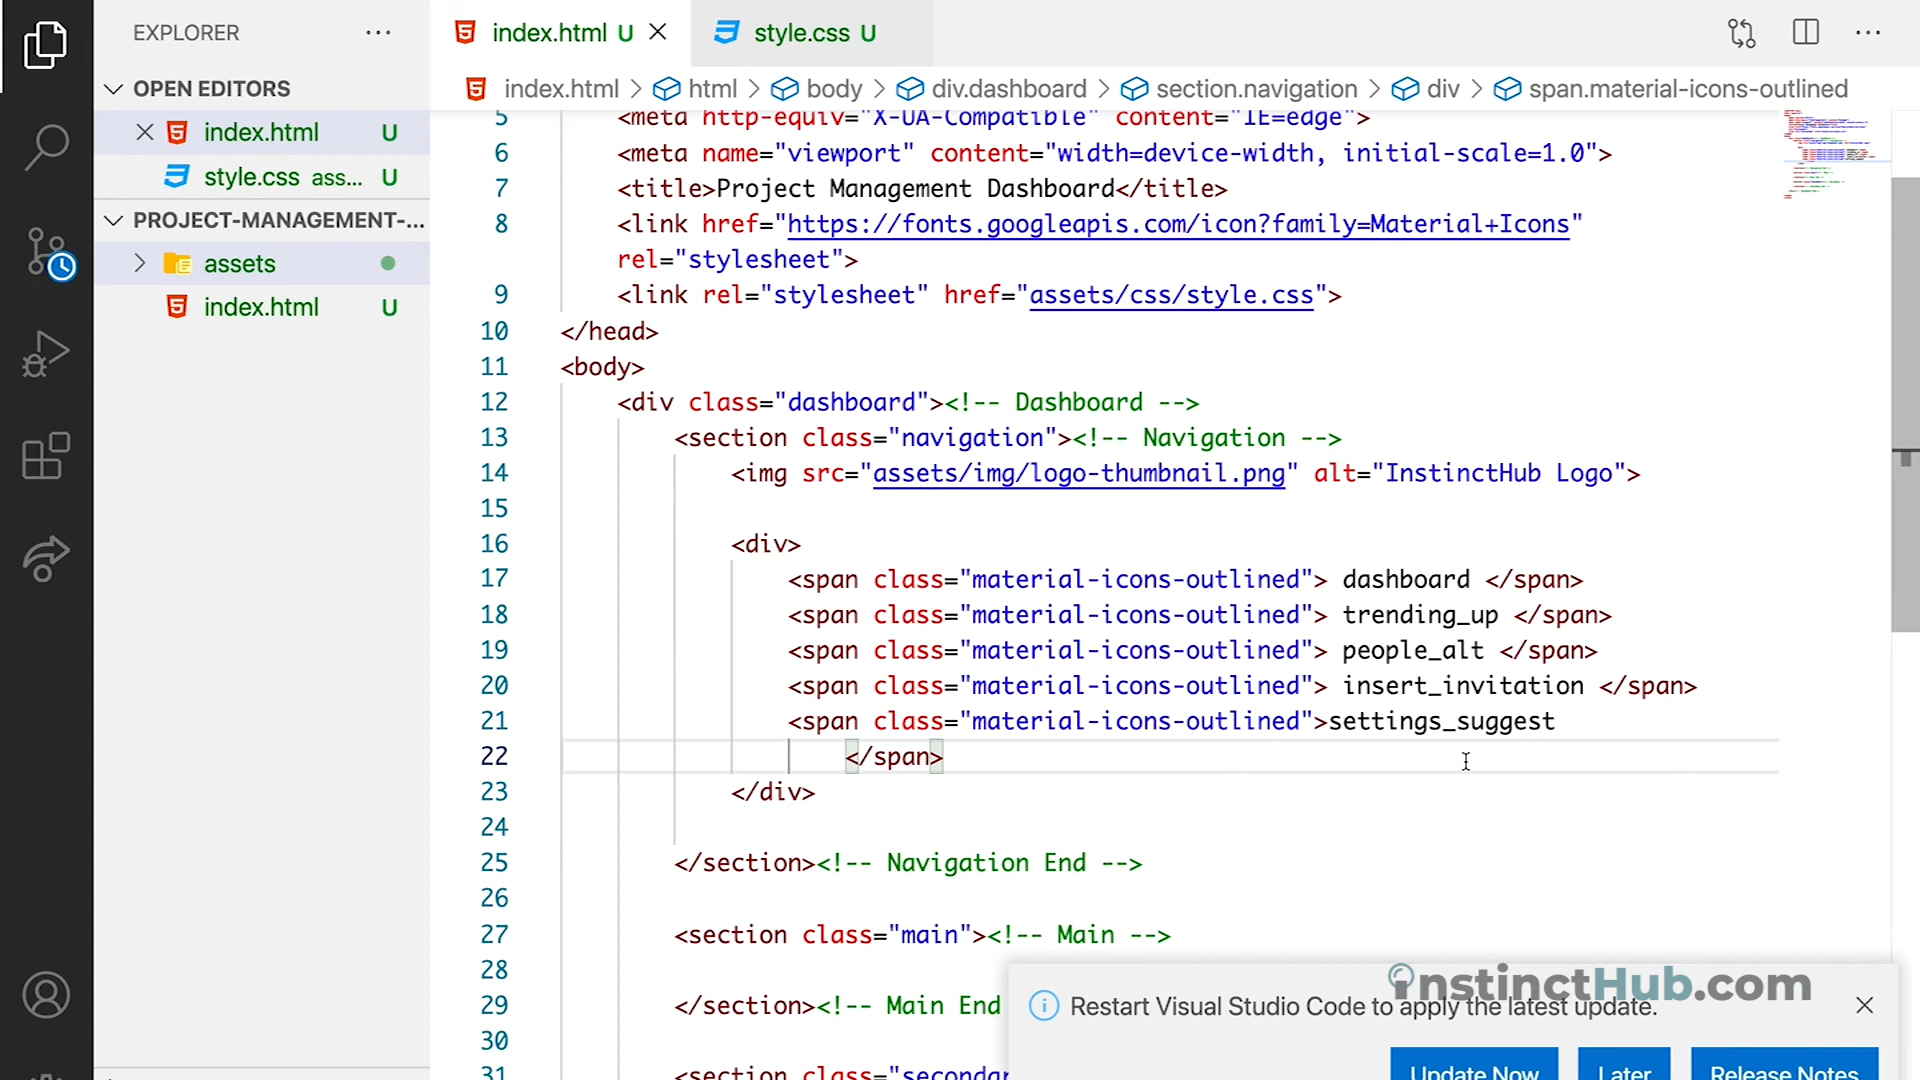 EXPLORER
···
OPEN EDITORS
index.html U
style.css ass... U
PROJECT-MANAGEMENT-...
assets
index.html U
index.html U
style.css U
···
index.html > html > body > div.dashboard > section.navigation > div > span.material-icons-outlined
5 <meta http-equiv="X-UA-Compatible" content="IE=edge">
6 <meta name="viewport" content="width=device-width, initial-scale=1.0">
7 <title>Project Management Dashboard</title>
8 <link href="https://fonts.googleapis.com/icon?family=Material+Icons"
rel="stylesheet">
9 <link rel="stylesheet" href="assets/css/style.css">
10 </head>
11 <body>
12 <div class="dashboard"><!-- Dashboard -->
13 <section class="navigation"><!-- Navigation -->
14 <img src="assets/img/logo-thumbnail.png" alt="InstinctHub Logo">
15
16 <div>
17 <span class="material-icons-outlined"> dashboard </span>
18 <span class="material-icons-outlined"> trending_up </span>
19 <span class="material-icons-outlined"> people_alt </span>
20 <span class="material-icons-outlined"> insert_invitation </span>
21 <span class="material-icons-outlined">settings_suggest
22 </span>
23 </div>
24
25 </section><!-- Navigation End -->
26
27 <section class="main"><!-- Main -->
28
29 </section><!-- Main End
30
31 <section class="secondar
instinctHub.com
Restart Visual Studio Code to apply the latest update.
Update Now Later Release Notes